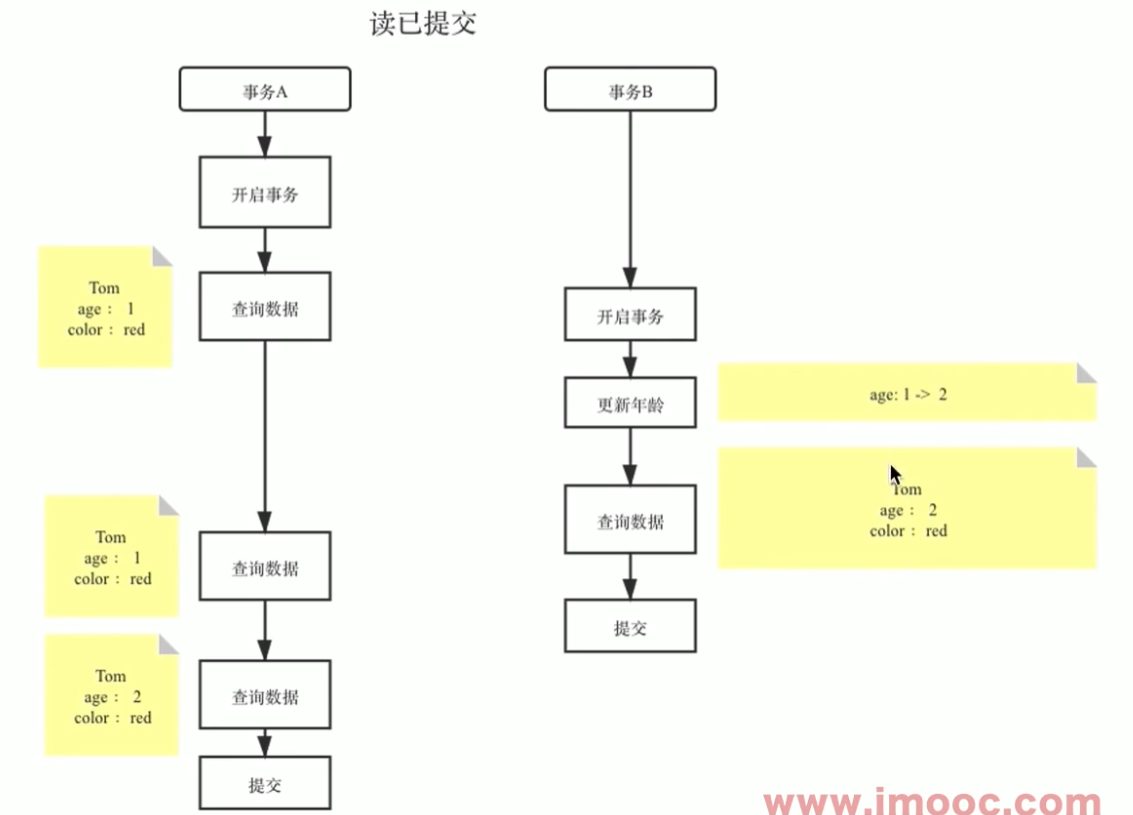 读已提交
事务A
事务B
开启事务
Tom
age： 1
color：red
查询数据
开启事务
更新年龄
age: 1 -> 2
查询数据
Tom
age： 2
color：red
Tom
age： 1
color：red
查询数据
提交
Tom
age： 2
color：red
查询数据
提交
www.imooc.com